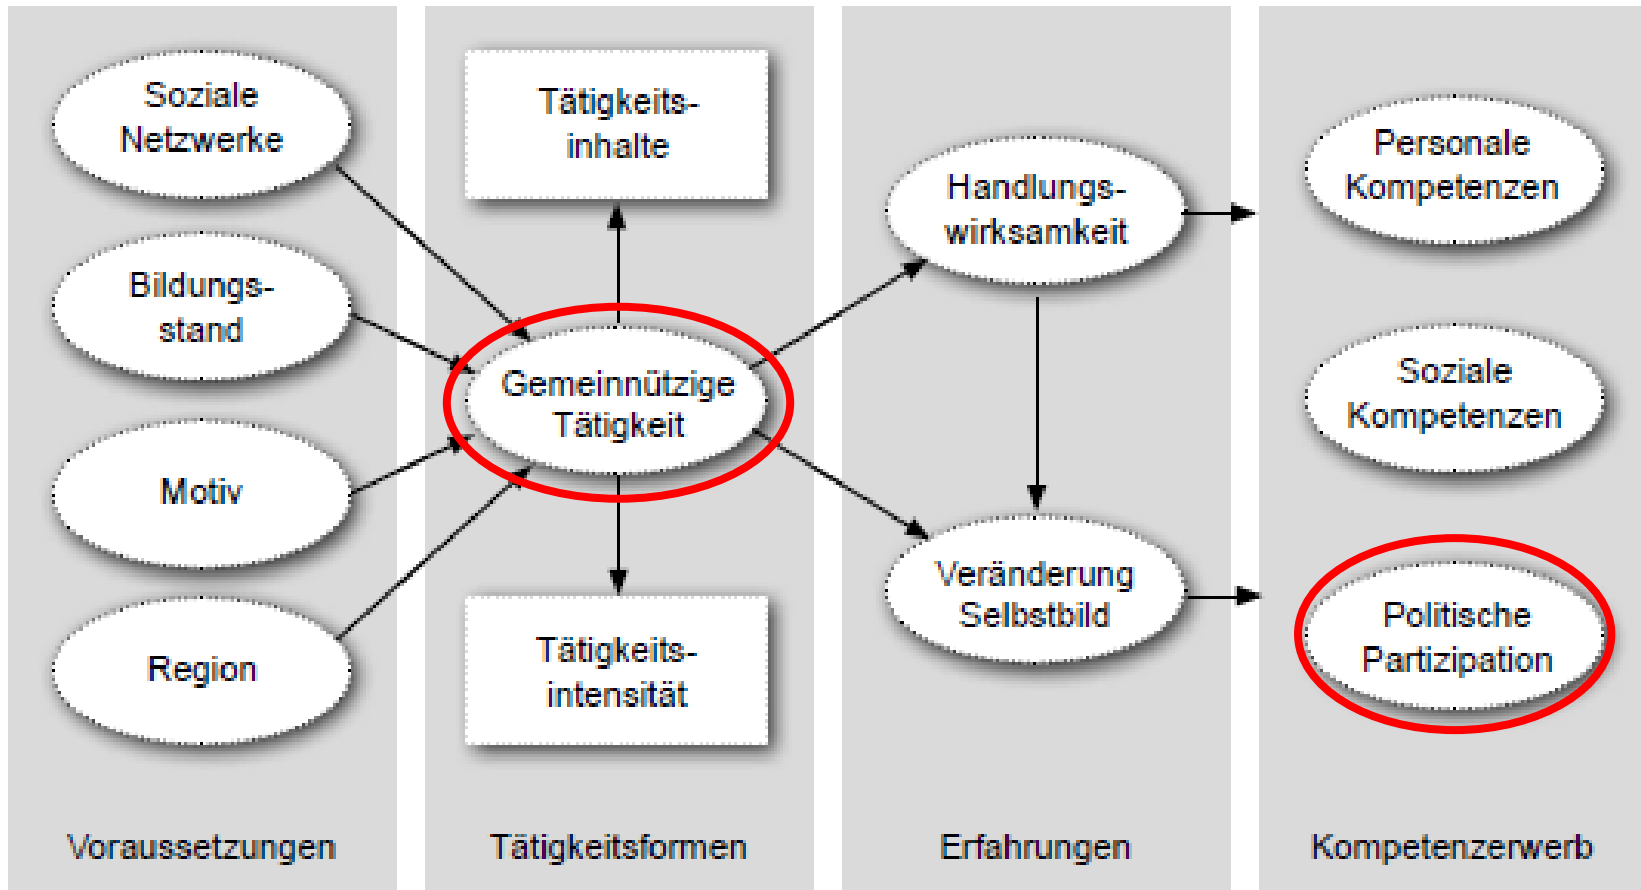 Soziale
Netzwerke
Bildungs-
stand
Motiv
Region
Voraussetzungen
Tätigkeits-
inhalte
Gemeinnützige
Tätigkeit
Tätigkeits-
intensität
Tätigkeitsformen
Handlungs-
wirksamkeit
Veränderung
Selbstbild
Erfahrungen
Personale
Kompetenzen
Soziale
Kompetenzen
Politische
Partizipation
Kompetenzerwerb